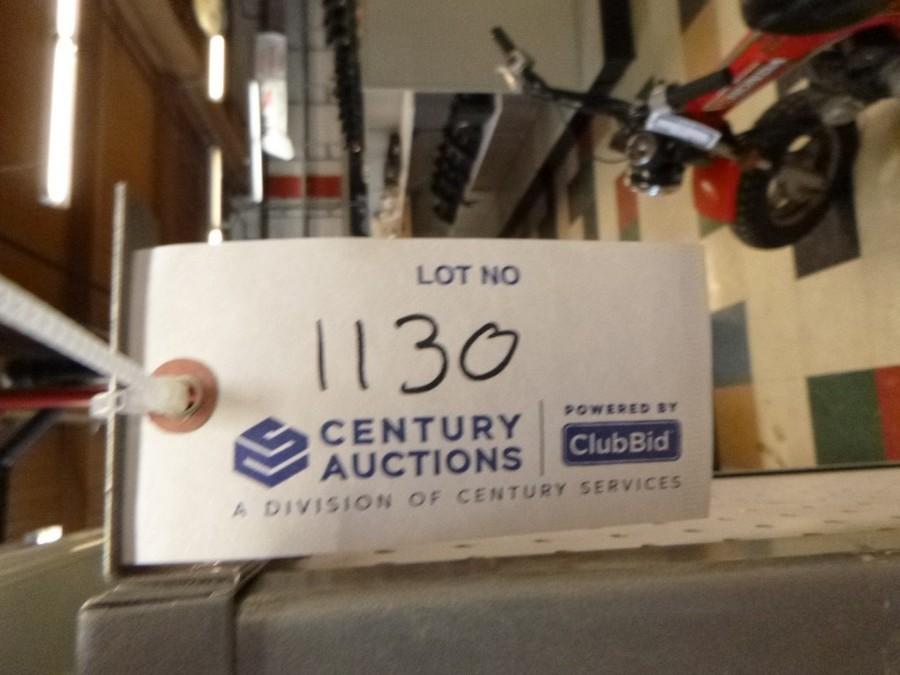 LOT NO
1130
CENTURY
AUCTIONS
POWERED BY
ClubBid
A DIVISION OF CENTURY SERVICES